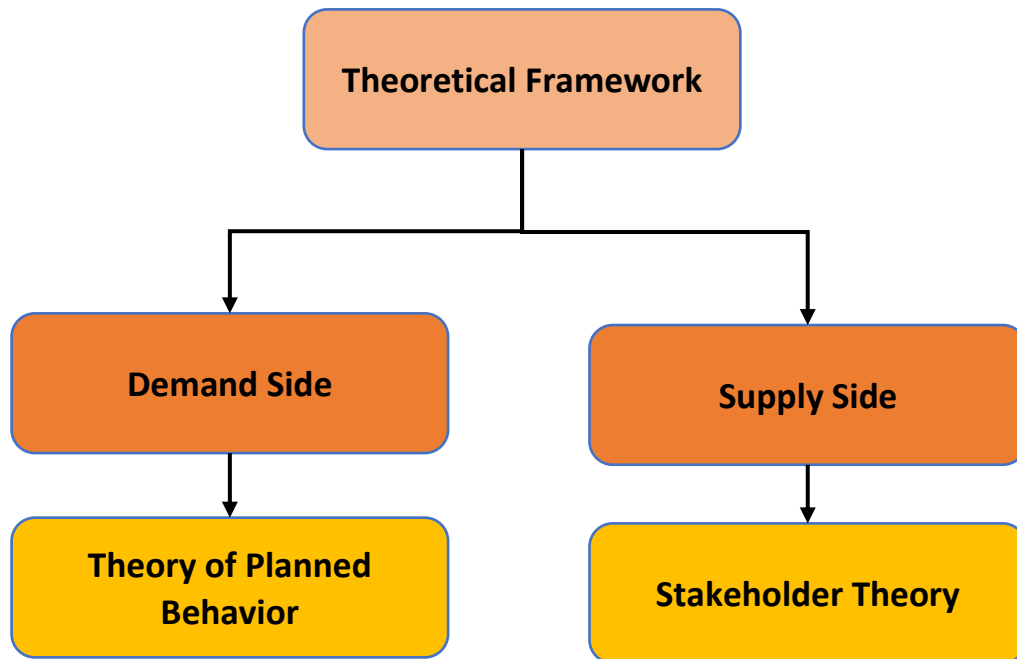 Theoretical Framework
Demand Side
Supply Side
Theory of Planned
Behavior
Stakeholder Theory